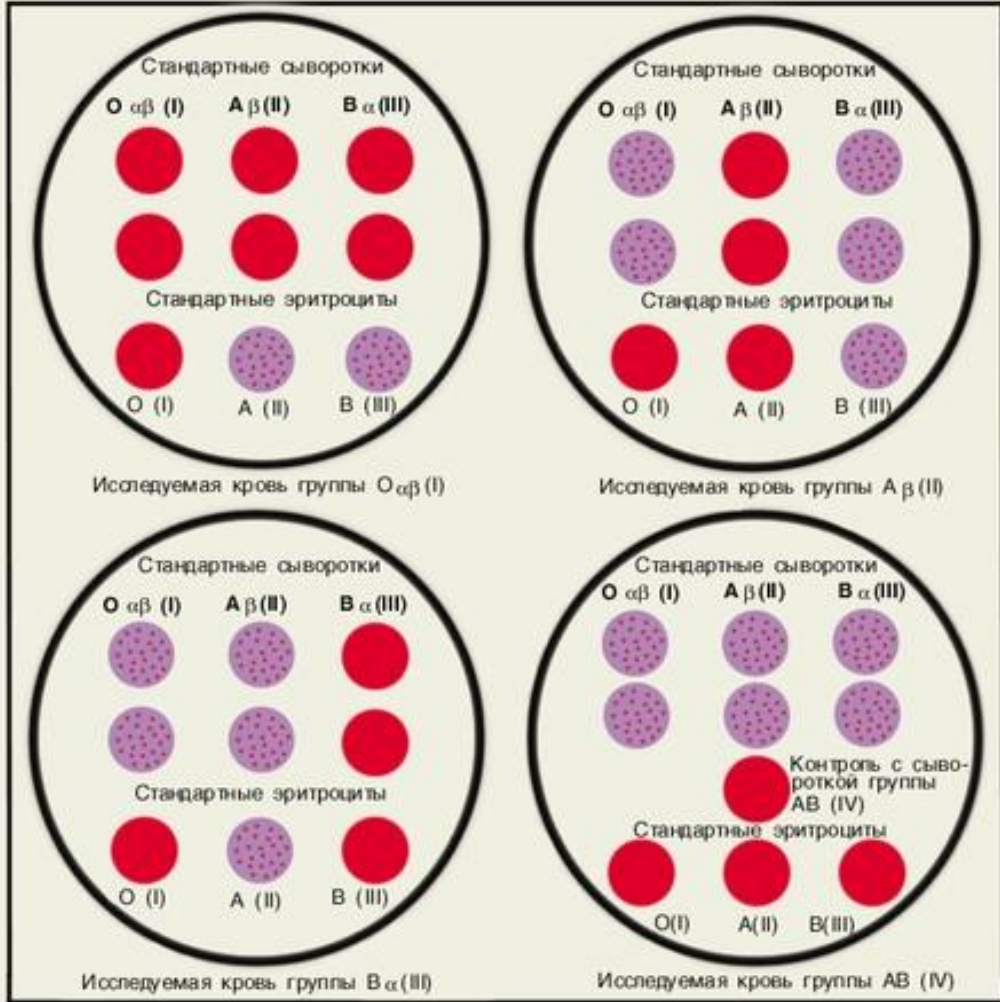 Стандартные сыворотки
O αβ (I) A β (II) B α (III)
Стандартные эритроциты
O (I) A (II) B (III)
Исследуемая кровь группы O αβ (I)
Стандартные сыворотки
O αβ (I) A β (II) B α (III)
Стандартные эритроциты
O (I) A (II) B (III)
Исследуемая кровь группы A β (II)
Стандартные сыворотки
O αβ (I) A β (II) B α (III)
Стандартные эритроциты
O (I) A (II) B (III)
Исследуемая кровь группы B α (III)
Стандартные сыворотки
O αβ (I) A β (II) B α (III)
Контроль с сыво-
роткой группы
AB (IV)
Стандартные эритроциты
O(I) A(II) B(III)
Исследуемая кровь группы AB (IV)